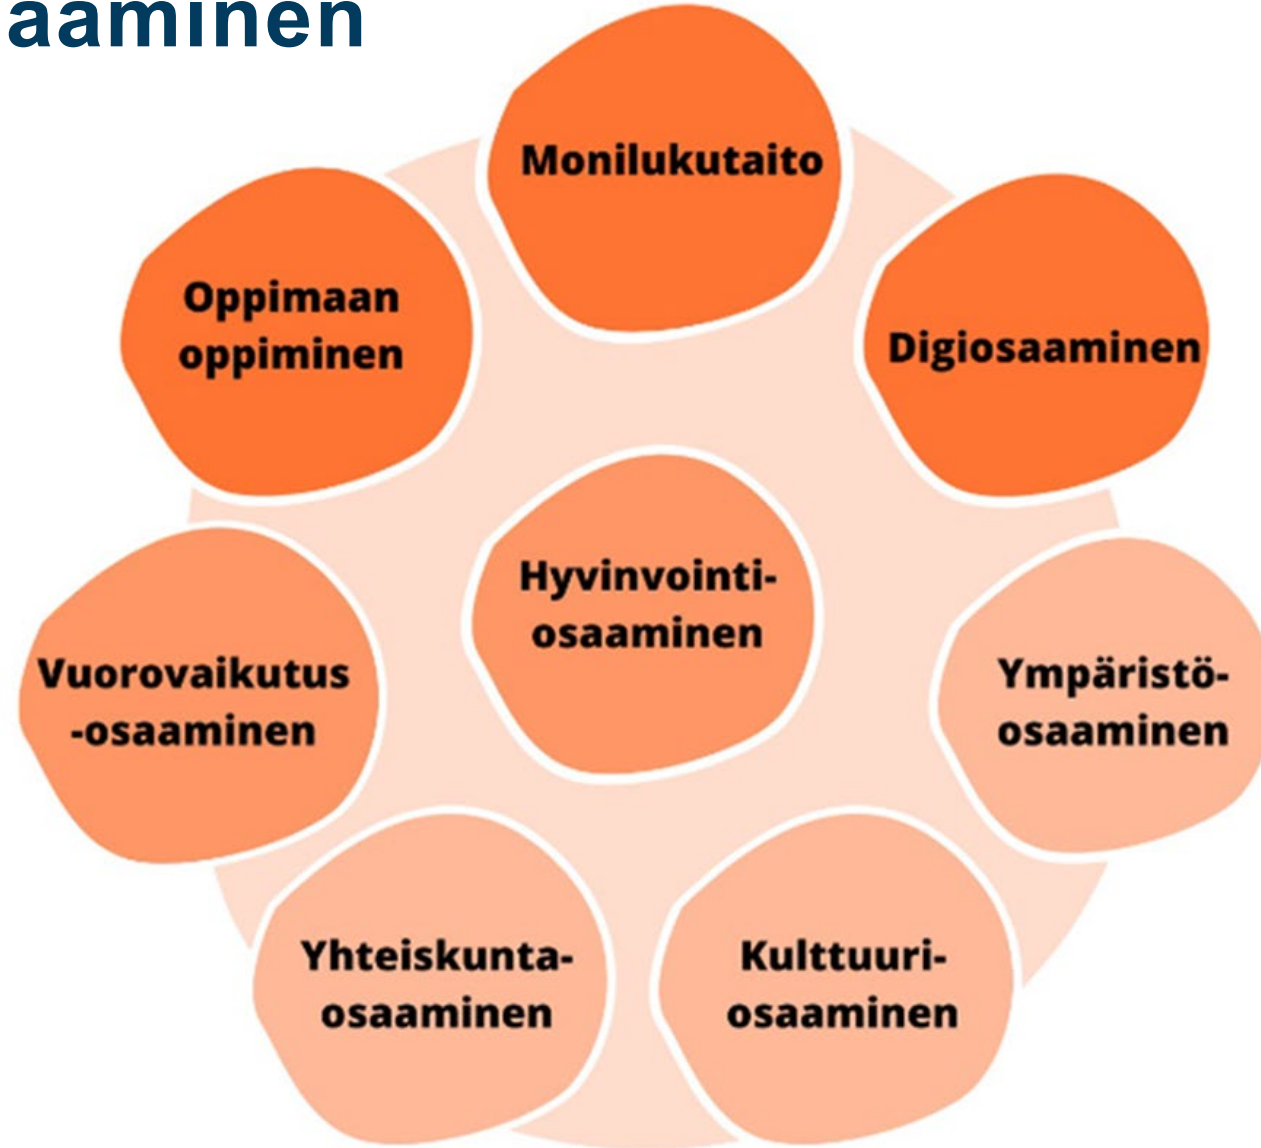 aaminen
Monilukutaito
Oppimaan
oppiminen
Digiosaaminen
Hyvinvointi-
osaaminen
Vuorovaikutus
-osaaminen
Ympäristö-
osaaminen
Yhteiskunta-
osaaminen
Kulttuuri-
osaaminen